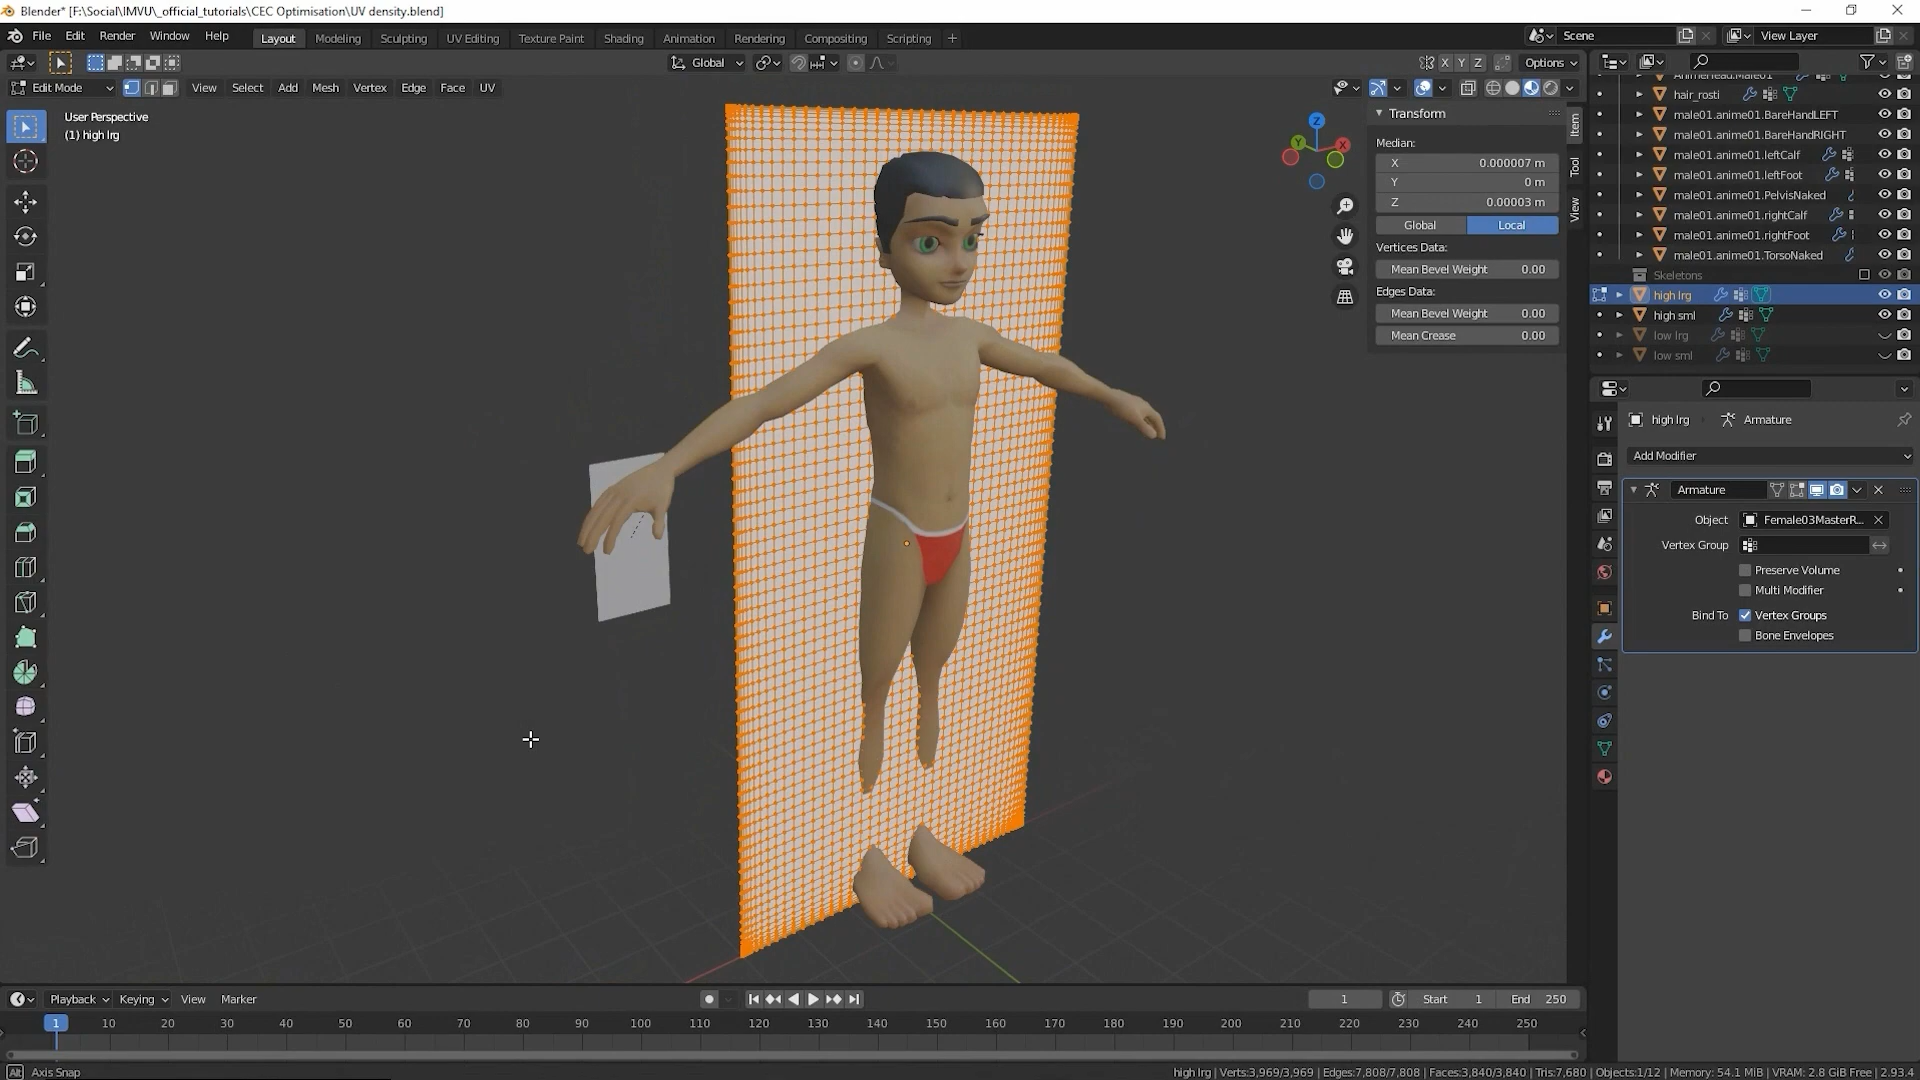 Blender* [F:\Social\IMVU\_official_tutorials\CEC Optimisation\UV density.blend]
File Edit Render Window Help Layout Modeling Sculpting UV Editing Texture Paint Shading Animation Rendering Compositing Scripting + Scene View Layer
Global X Y Z Options
Edit Mode View Select Add Mesh Vertex Edge Face UV
User Perspective
(1) high lrg
Z
Y
X
Transform
Median:
X 0.000007 m
Y 0 m
Z 0.00003 m
Global Local
Vertices Data:
Mean Bevel Weight 0.00
Edges Data:
Mean Bevel Weight 0.00
Mean Crease 0.00
Item
Tool
View
AnimeHead.Male01
hair_rosti
male01.anime01.BareHandLEFT
male01.anime01.BareHandRIGHT
male01.anime01.leftCalf
male01.anime01.leftFoot
male01.anime01.PelvisNaked
male01.anime01.rightCalf
male01.anime01.rightFoot
male01.anime01.TorsoNaked
Skeletons
high lrg
high sml
low lrg
low sml
high lrg Armature
Add Modifier
Armature
Object Female03MasterR...
Vertex Group
Preserve Volume
Multi Modifier
Bind To Vertex Groups
Bone Envelopes
Playback Keying View Marker 1 Start 1 End 250
1 10 20 30 40 50 60 70 80 90 100 110 120 130 140 150 160 170 180 190 200 210 220 230 240 250
Alt Axis Snap high lrg | Verts:3,969/3,969 | Edges:7,808/7,808 | Faces:3,840/3,840 | Tris:7,680 | Objects:1/12 | Memory: 54.1 MiB | VRAM: 2.8 GiB Free | 2.93.4